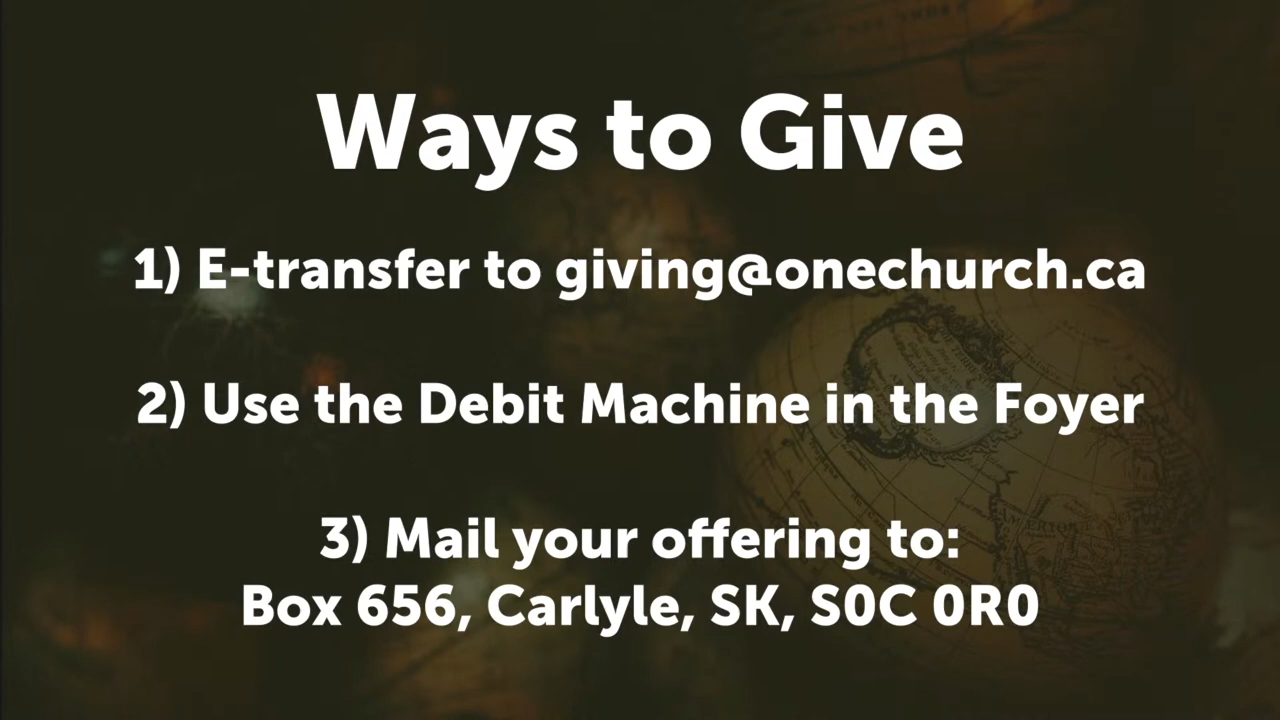 Ways to Give
1) E-transfer to giving@onechurch.ca
2) Use the Debit Machine in the Foyer
3) Mail your offering to:
Box 656, Carlyle, SK, S0C 0R0